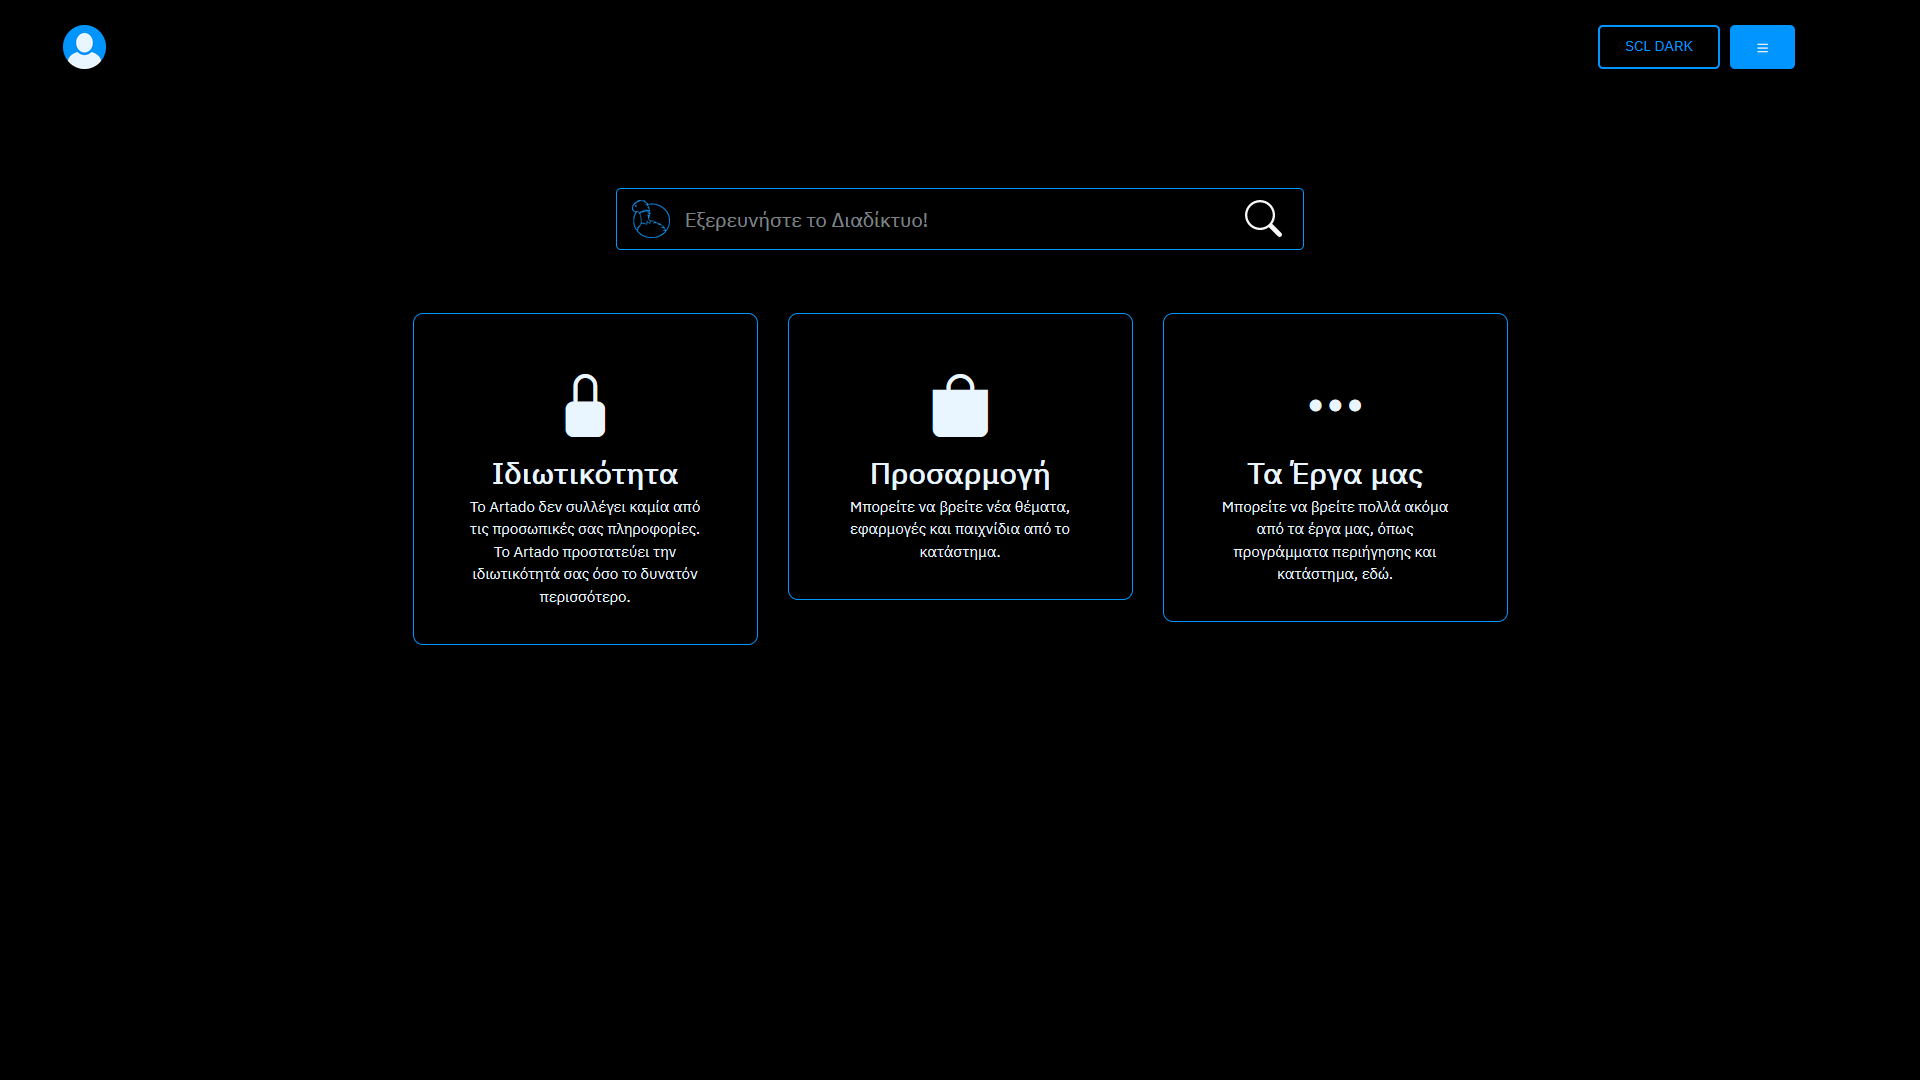 SCL DARK
Εξερευνήστε το Διαδίκτυο!
Ιδιωτικότητα
Το Artado δεν συλλέγει καμία από
τις προσωπικές σας πληροφορίες.
Το Artado προστατεύει την
ιδιωτικότητά σας όσο το δυνατόν
περισσότερο.
Προσαρμογή
Μπορείτε να βρείτε νέα θέματα,
εφαρμογές και παιχνίδια από το
κατάστημα.
Τα Έργα μας
Μπορείτε να βρείτε πολλά ακόμα
από τα έργα μας, όπως
προγράμματα περιήγησης και
κατάστημα, εδώ.